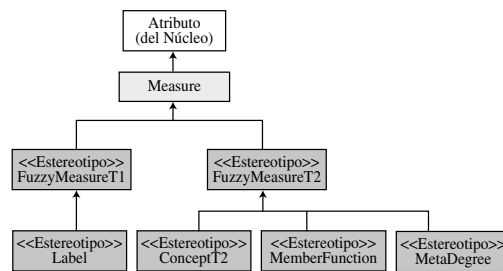 Atributo
(del Núcleo)
Measure
<<Estereotipo>>
FuzzyMeasureT1
<<Estereotipo>>
FuzzyMeasureT2
<<Estereotipo>>
Label
<<Estereotipo>>
ConceptT2
<<Estereotipo>>
MemberFunction
<<Estereotipo>>
MetaDegree